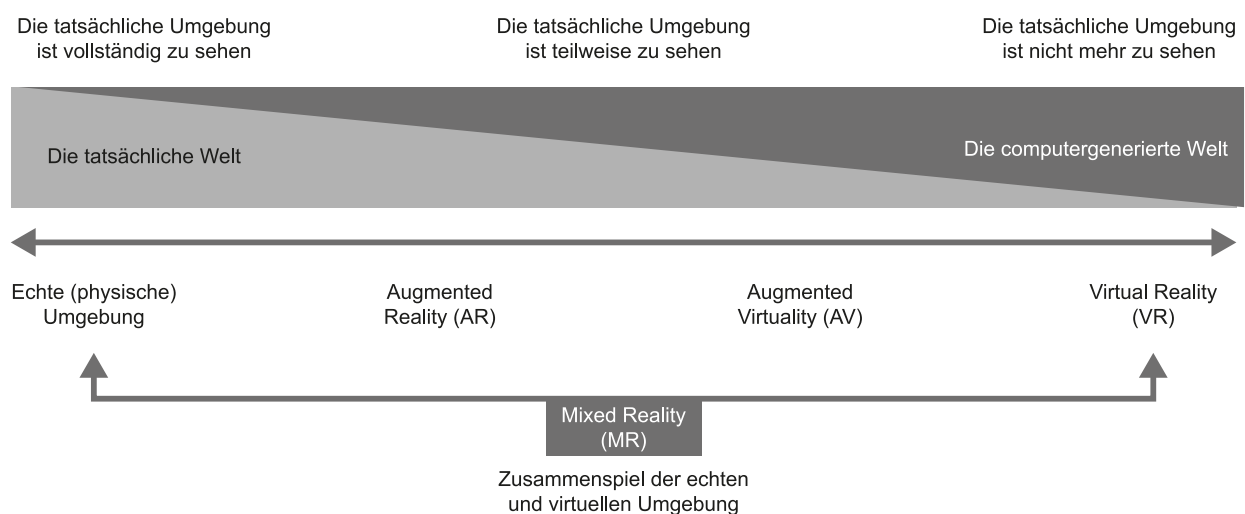 Die tatsächliche Umgebung
ist vollständig zu sehen
Die tatsächliche Umgebung
ist teilweise zu sehen
Die tatsächliche Umgebung
ist nicht mehr zu sehen
Die tatsächliche Welt
Die computergenerierte Welt
Echte (physische)
Umgebung
Augmented
Reality (AR)
Augmented
Virtuality (AV)
Virtual Reality
(VR)
Mixed Reality
(MR)
Zusammenspiel der echten
und virtuellen Umgebung